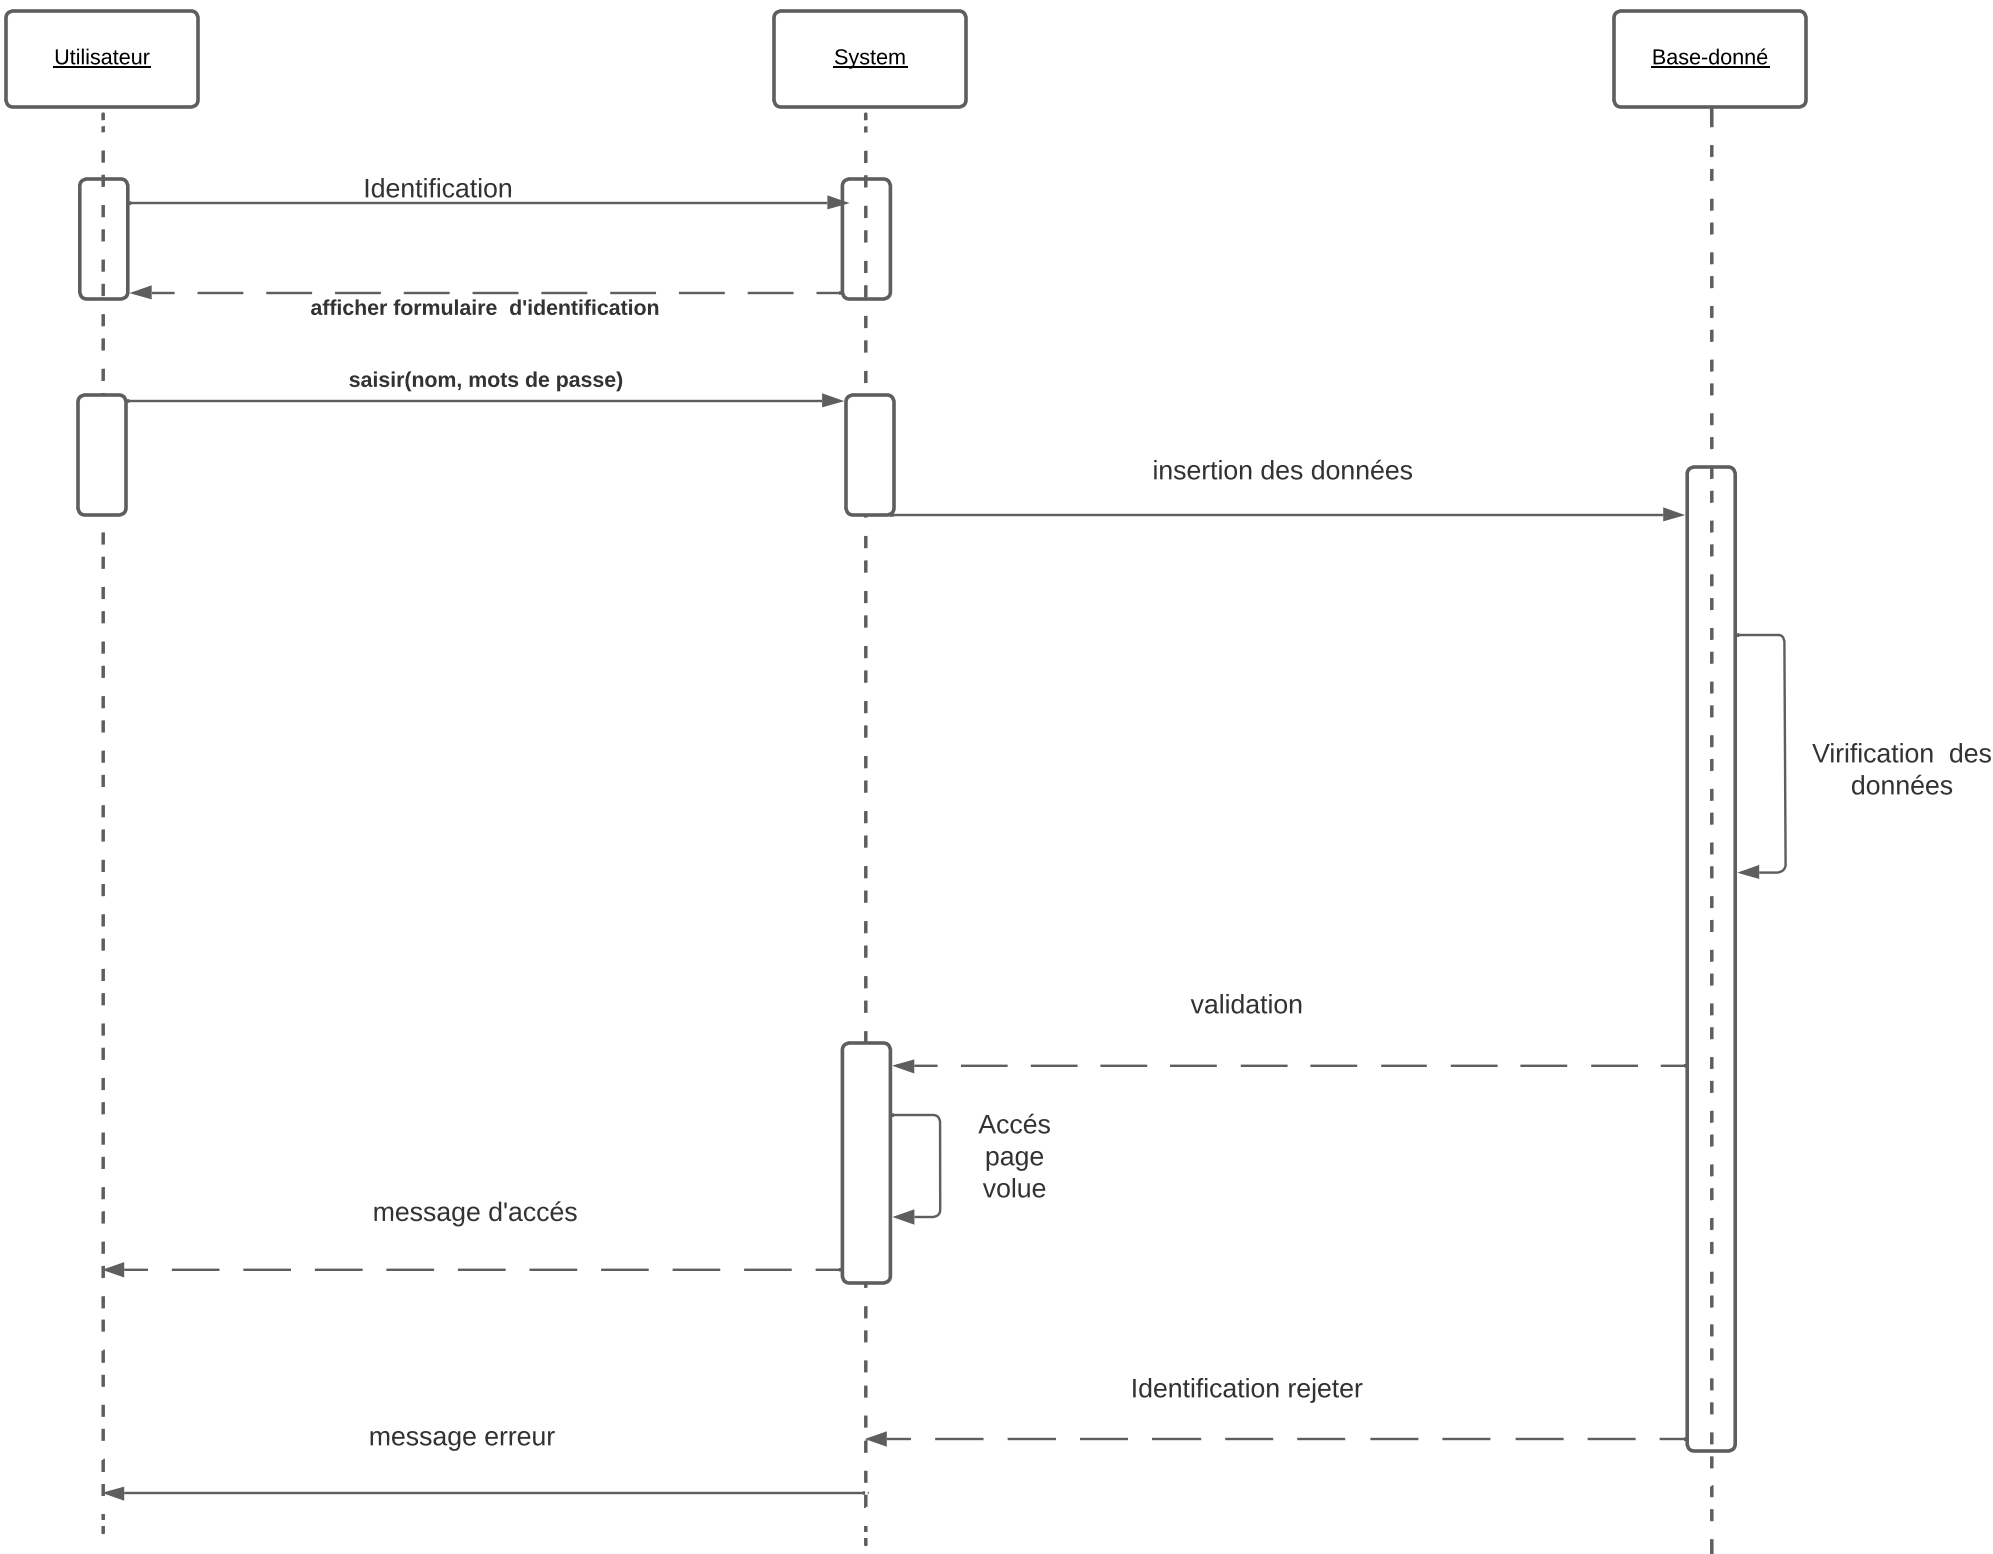 Utilisateur
System
Base-donné
Identification
afficher formulaire  d'identification
saisir(nom, mots de passe)
insertion des données
Virification  des
données
validation
Accés
page
volue
message d'accés
Identification rejeter
message erreur